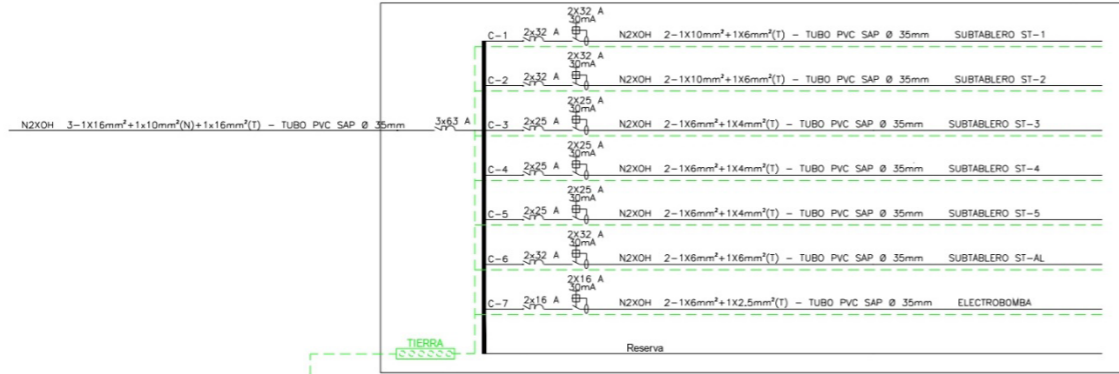 2X32 A
30mA
C-1 2x32 A N2XOH 2-1X10mm²+1X6mm²(T) - TUBO PVC SAP Ø 35mm SUBTABLERO ST-1
2X32 A
30mA
C-2 2x32 A N2XOH 2-1X10mm²+1X6mm²(T) - TUBO PVC SAP Ø 35mm SUBTABLERO ST-2
2X25 A
30mA
N2XOH 3-1X16mm²+1x10mm²(N)+1x16mm²(T) - TUBO PVC SAP Ø 35mm 3x63 A C-3 2x25 A N2XOH 2-1X6mm²+1X4mm²(T) - TUBO PVC SAP Ø 35mm SUBTABLERO ST-3
2X25 A
30mA
C-4 2x25 A N2XOH 2-1X6mm²+1X4mm²(T) - TUBO PVC SAP Ø 35mm SUBTABLERO ST-4
2X25 A
30mA
C-5 2x25 A N2XOH 2-1X6mm²+1X4mm²(T) - TUBO PVC SAP Ø 35mm SUBTABLERO ST-5
2X32 A
30mA
C-6 2x32 A N2XOH 2-1X6mm²+1X6mm²(T) - TUBO PVC SAP Ø 35mm SUBTABLERO ST-AL
2X16 A
30mA
C-7 2x16 A N2XOH 2-1X6mm²+1X2.5mm²(T) - TUBO PVC SAP Ø 35mm ELECTROBOMBA
TIERRA
Reserva